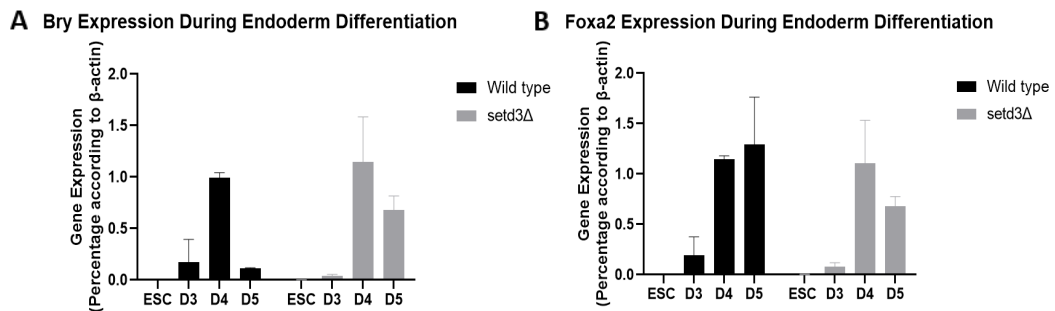 A Bry Expression During Endoderm Differentiation
Gene Expression
(Percentage according to β-actin)
2.0
1.5
1.0
0.5
0.0
ESC D3 D4 D5 ESC D3 D4 D5
Wild type
setd3Δ
B Foxa2 Expression During Endoderm Differentiation
Gene Expression
(Percentage according to β-actin)
2.0
1.5
1.0
0.5
0.0
ESC D3 D4 D5 ESC D3 D4 D5
Wild type
setd3Δ